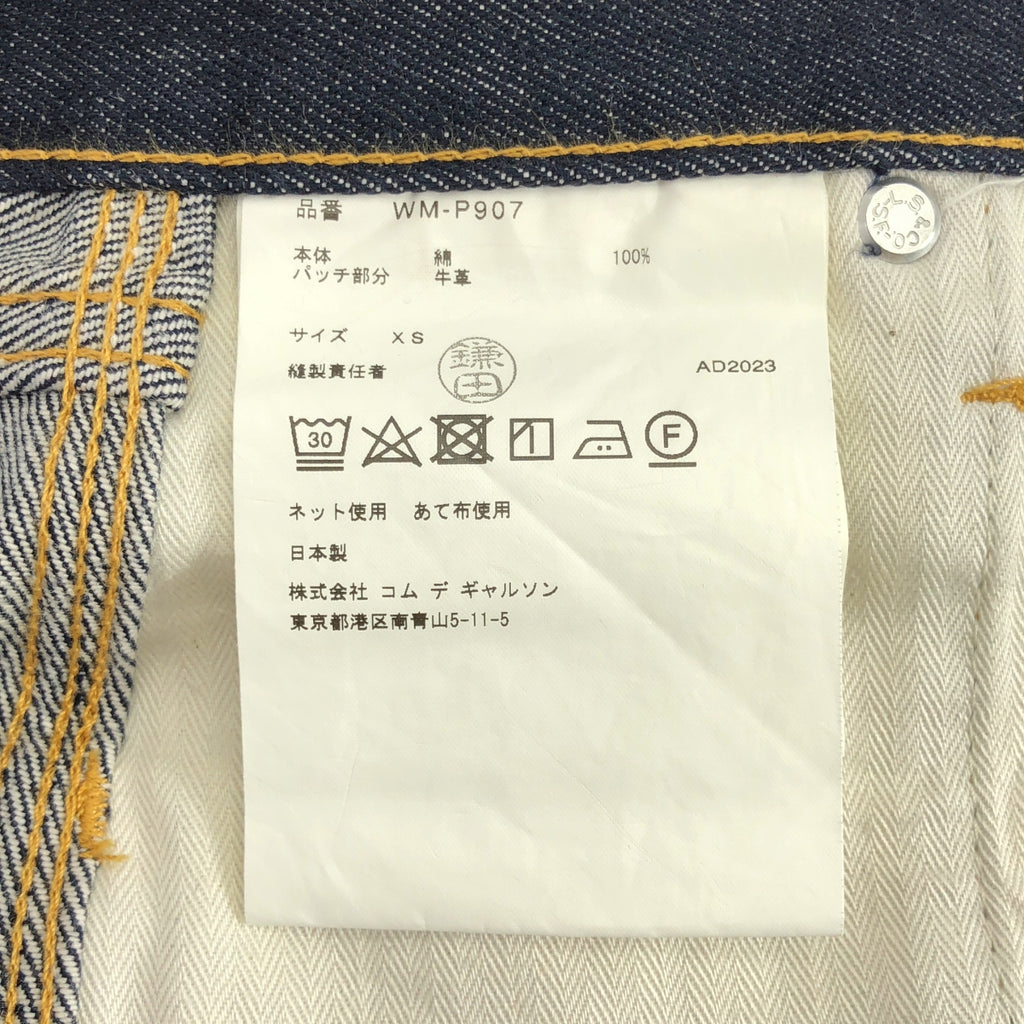 品番 WM-P907
本体 綿 100%
パッチ部分 牛革
サイズ XS
縫製責任者 鎌田 AD2023
30 1 F
ネット使用 あて布使用
日本製
株式会社 コム デ ギャルソン
東京都港区南青山5-11-5
L.S.&CO.-S.F.-